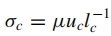 σ_c = μu_c l_c^{-1}